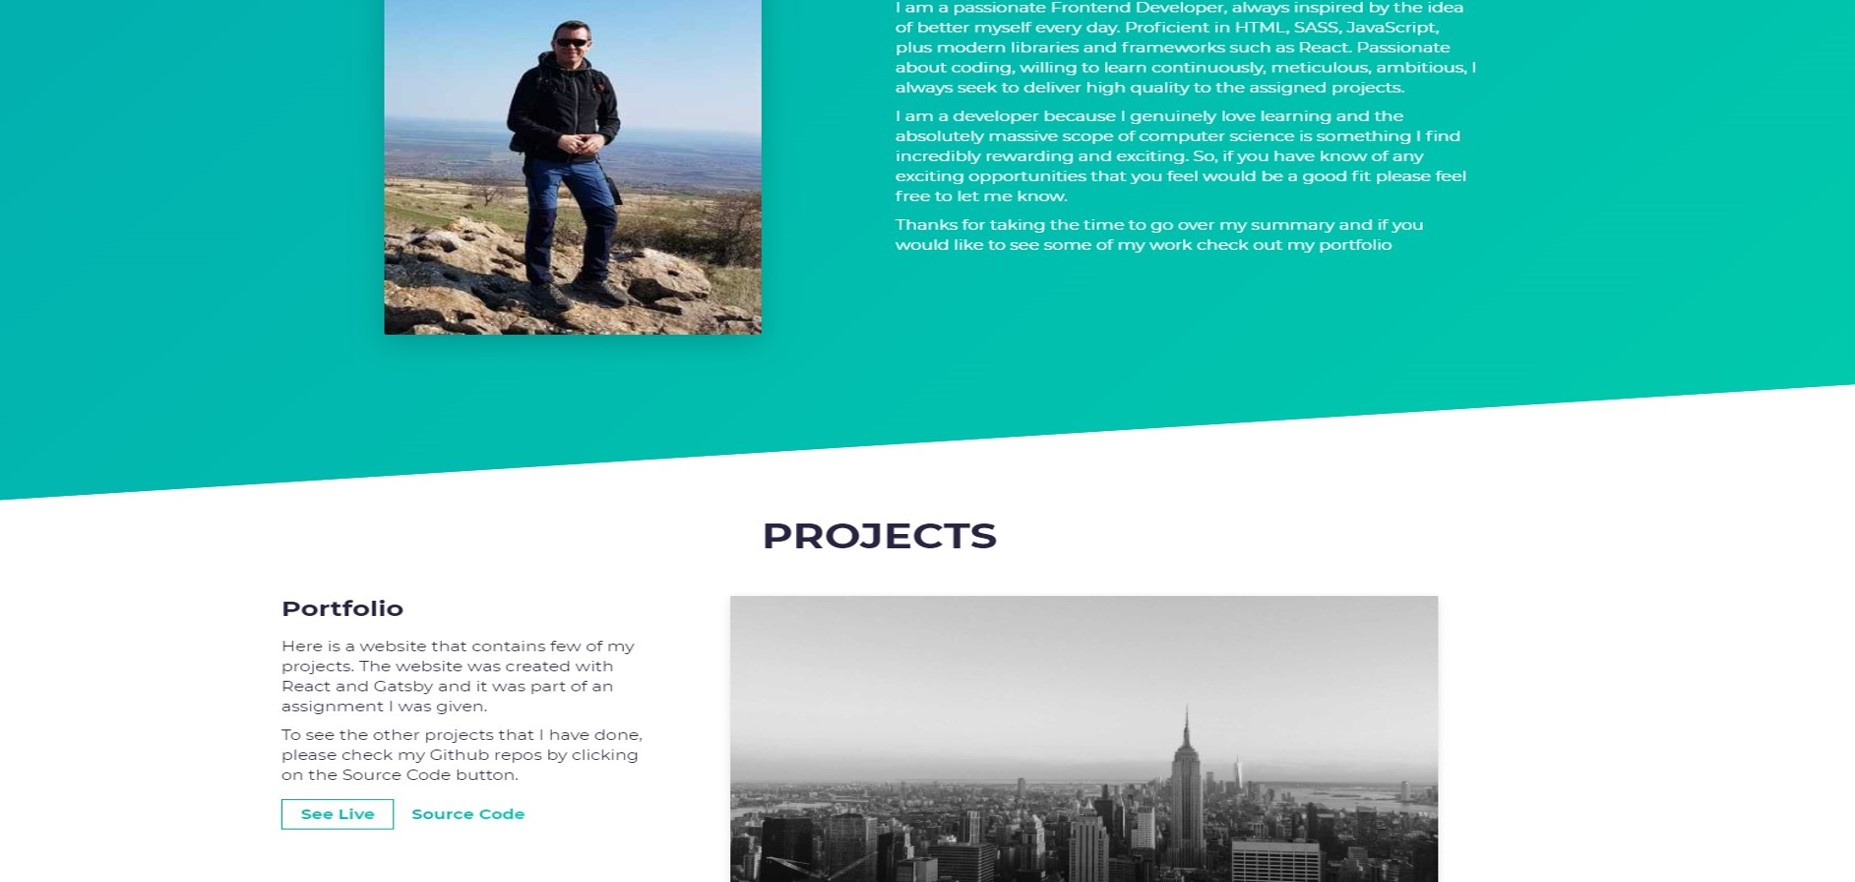 I am a passionate Frontend Developer, always inspired by the idea
of better myself every day. Proficient in HTML, SASS, JavaScript,
plus modern libraries and frameworks such as React. Passionate
about coding, willing to learn continuously, meticulous, ambitious, I
always seek to deliver high quality to the assigned projects.
I am a developer because I genuinely love learning and the
absolutely massive scope of computer science is something I find
incredibly rewarding and exciting. So, if you have know of any
exciting opportunities that you feel would be a good fit please feel
free to let me know.
Thanks for taking the time to go over my summary and if you
would like to see some of my work check out my portfolio
PROJECTS
Portfolio
Here is a website that contains few of my
projects. The website was created with
React and Gatsby and it was part of an
assignment I was given.
To see the other projects that I have done,
please check my Github repos by clicking
on the Source Code button.
See Live Source Code